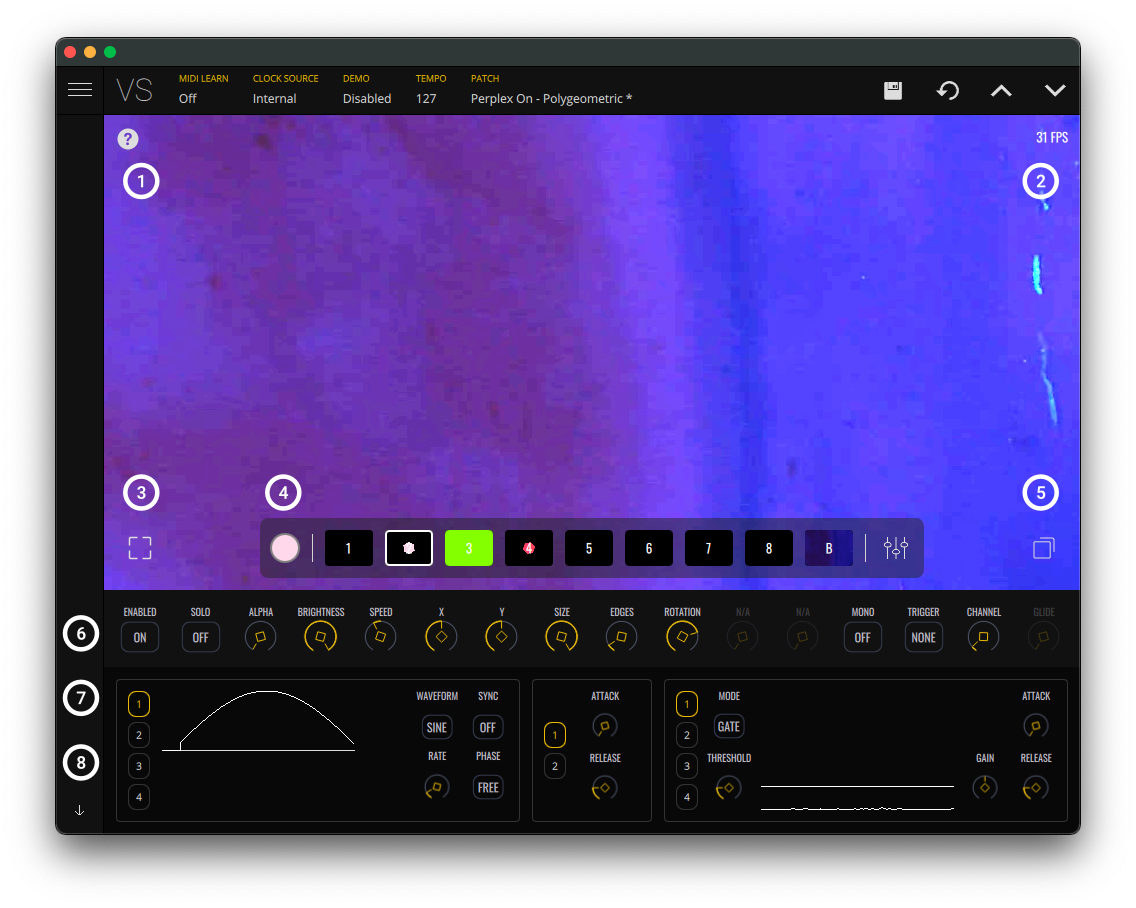 VS
MIDI LEARN CLOCK SOURCE DEMO TEMPO PATCH
Off Internal Disabled 127 Perplex On - Polygeometric *
? 31 FPS
1 2
3 4 5
1 3 4 5 6 7 8 B
ENABLED SOLO ALPHA BRIGHTNESS SPEED X Y SIZE EDGES ROTATION N/A N/A MONO TRIGGER CHANNEL GLIDE
6 ON OFF OFF NONE
7 1 WAVEFORM SYNC ATTACK 1 MODE ATTACK
2 SINE OFF 1 2 GATE
8 3 RATE PHASE 2 RELEASE 3 THRESHOLD GAIN RELEASE
4 FREE 4